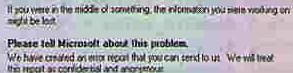 If you were in the middle of something, the information you were working on
might be lost.
Please tell Microsoft about this problem.
We have created an error report that you can send to us. We will treat
this report as confidential and anonymous.